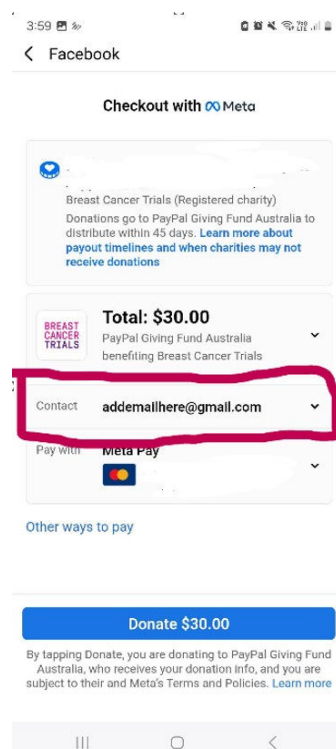 3:59
Facebook
Checkout with Meta
Breast Cancer Trials (Registered charity)
Donations go to PayPal Giving Fund Australia to
distribute within 45 days. Learn more about
payout timelines and when charities may not
receive donations
BREAST
CANCER
TRIALS
Total: $30.00
PayPal Giving Fund Australia
benefiting Breast Cancer Trials
Contact addemailhere@gmail.com
Pay with Meta Pay
Other ways to pay
Donate $30.00
By tapping Donate, you are donating to PayPal Giving Fund
Australia, who receives your donation info, and you are
subject to their and Meta's Terms and Policies. Learn more